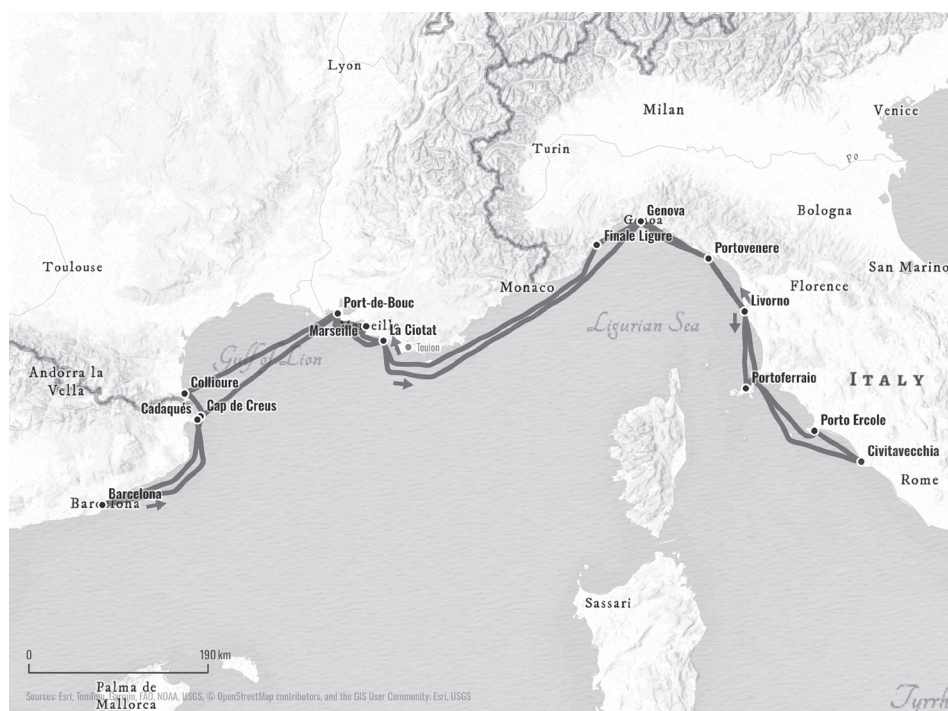 Lyon
Milan
Venice
Turin
Po
Genova
Bologna
Finale Ligure
Portovenere
Toulouse
San Marino
Monaco
Florence
Port-de-Bouc
Livorno
Ligurian Sea
Marseille
La Ciotat
Toulon
Gulf of Lion
Andorra la
Vella
Collioure
Portoferraio
ITALY
Cadaqués
Cap de Creus
Porto Ercole
Civitavecchia
Rome
Barcelona
Barcelona
Sassari
0
190 km
Palma de
Mallorca
Sources: Esri, TomTom, Garmin, FAO, NOAA, USGS, © OpenStreetMap contributors, and the GIS User Community; Esri, USGS